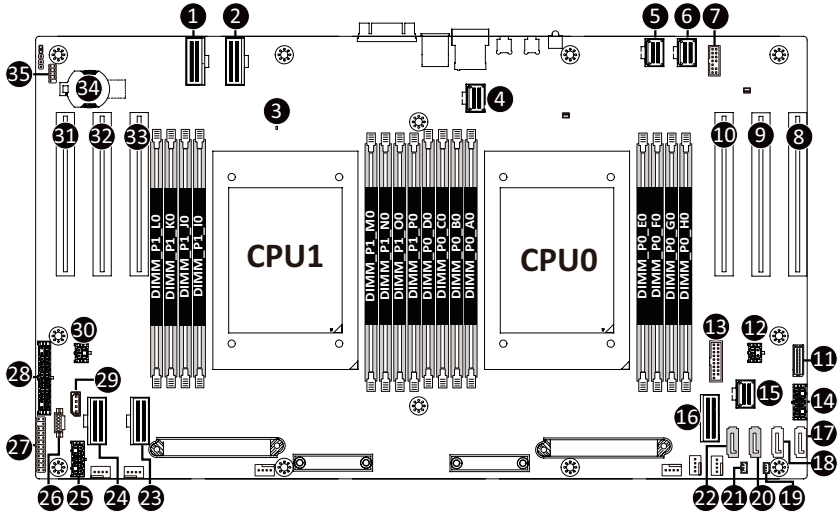 1
2
5
6
7
35
34
4
3
31
32
33
10
9
8
DIMM_P1_L0
DIMM_P1_K0
DIMM_P1_J0
DIMM_P1_I0
CPU1
DIMM_P1_M0
DIMM_P1_N0
DIMM_P1_O0
DIMM_P1_P0
DIMM_P0_D0
DIMM_P0_C0
DIMM_P0_B0
DIMM_P0_A0
CPU0
DIMM_P0_E0
DIMM_P0_F0
DIMM_P0_G0
DIMM_P0_H0
30
13
12
11
28
29
15
14
16
27
17
18
26
25
24
23
22
21
20
19